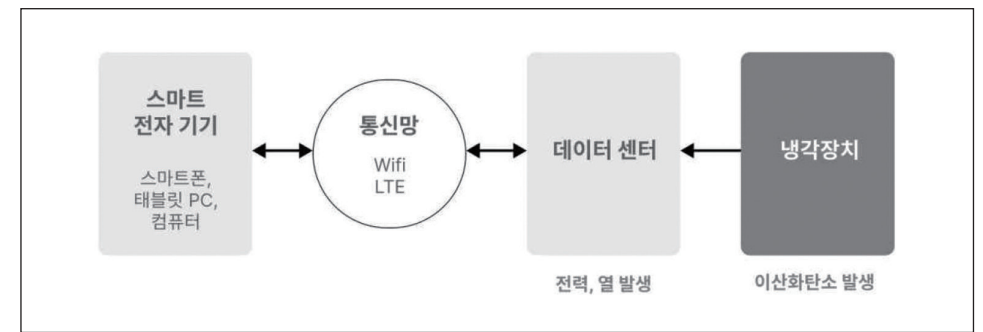 스마트
전자 기기
스마트폰,
태블릿 PC,
컴퓨터
통신망
Wifi
LTE
데이터 센터
전력, 열 발생
냉각장치
이산화탄소 발생